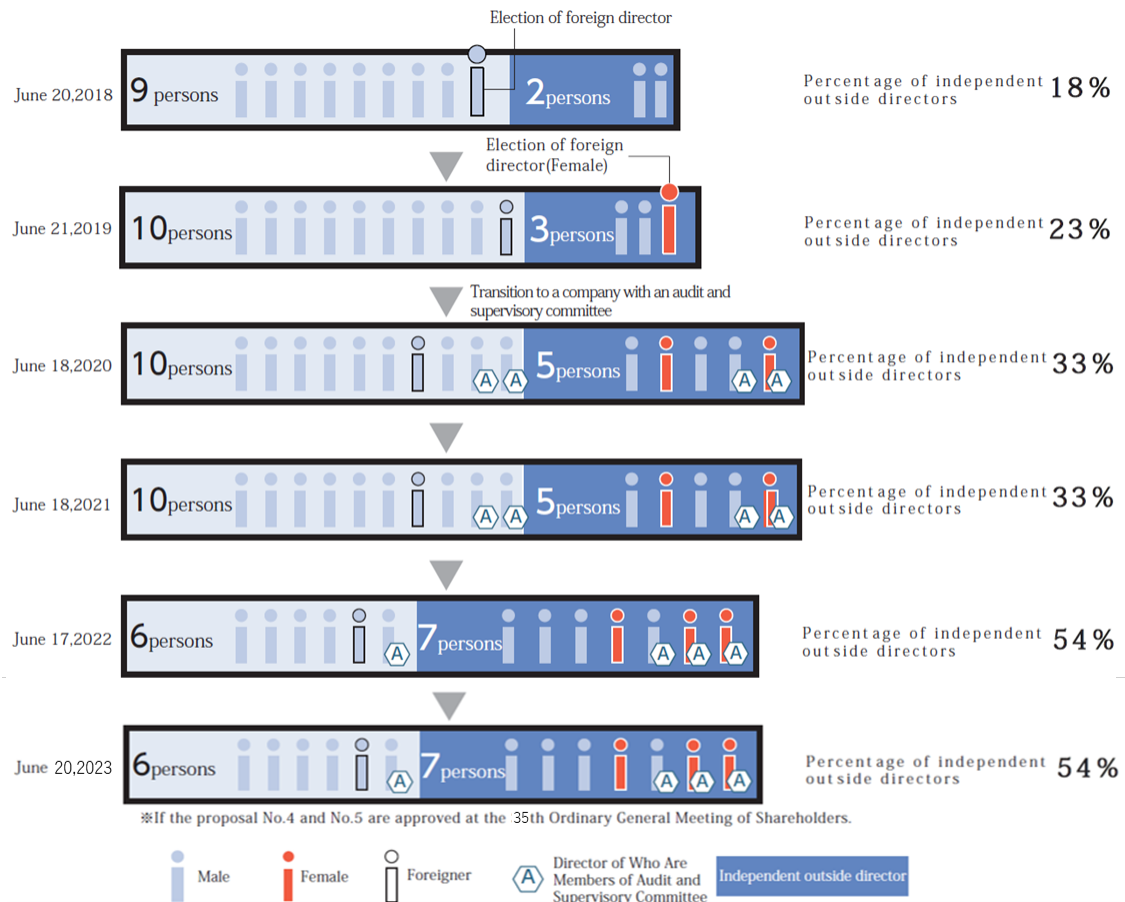 Election of foreign director
June 20,2018
9 persons
2persons
Percentage of independent
outside directors
18%
Election of foreign
director(Female)
June 21,2019
10persons
3persons
Percentage of independent
outside directors
23%
Transition to a company with an audit and
supervisory committee
June 18,2020
10persons
A A
5persons
A A
Percentage of independent
outside directors
33%
June 18,2021
10persons
A A
5persons
A A
Percentage of independent
outside directors
33%
June 17,2022
6persons
A
7persons
A A A
Percentage of independent
outside directors
54%
June 20,2023
6persons
A
7persons
A A A
Percentage of independent
outside directors
54%
※If the proposal No.4 and No.5 are approved at the 35th Ordinary General Meeting of Shareholders.
Male
Female
Foreigner
A
Director of Who Are
Members of Audit and
Supervisory Committee
Independent outside director